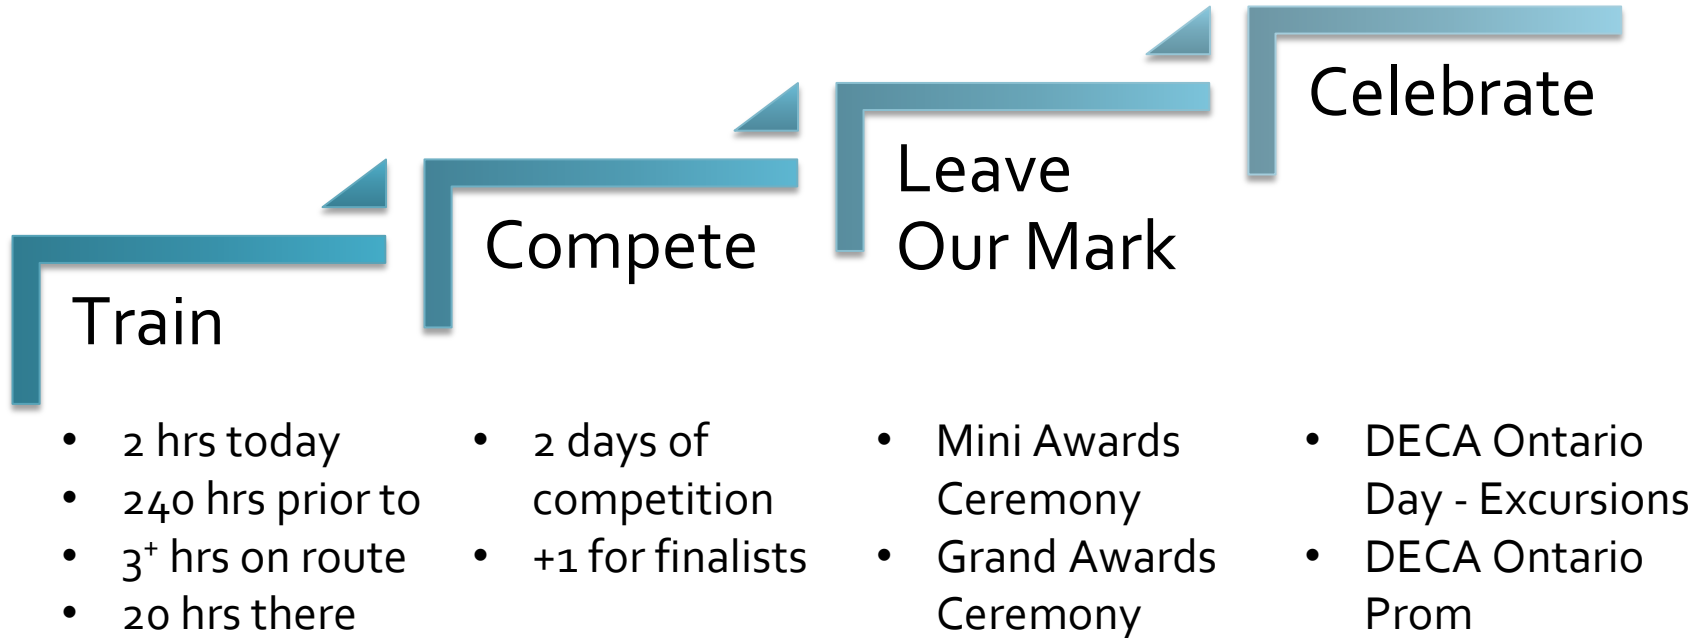 Train
Compete
Leave
Our Mark
Celebrate
• 2 hrs today
• 240 hrs prior to
• 3⁺ hrs on route
• 20 hrs there
• 2 days of
competition
• +1 for finalists
• Mini Awards
Ceremony
• Grand Awards
Ceremony
• DECA Ontario
Day - Excursions
• DECA Ontario
Prom